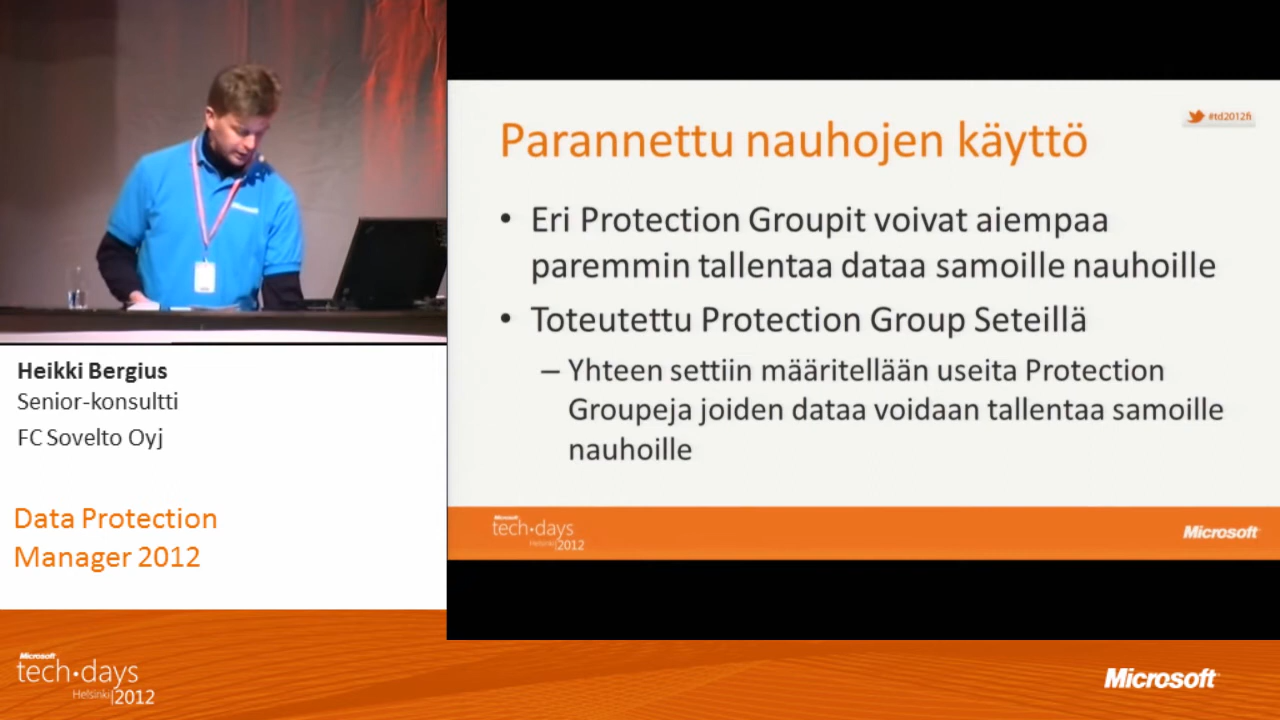 Heikki Bergius
Senior-konsultti
FC Sovelto Oyj
Data Protection
Manager 2012
Microsoft
tech·days
Helsinki|2012
#td2012fi
Parannettu nauhojen käyttö
• Eri Protection Groupit voivat aiempaa
paremmin tallentaa dataa samoille nauhoille
• Toteutettu Protection Group Seteillä
– Yhteen settiin määritellään useita Protection
Groupeja joiden dataa voidaan tallentaa samoille
nauhoille
Microsoft
tech·days
Helsinki|2012
Microsoft
Microsoft